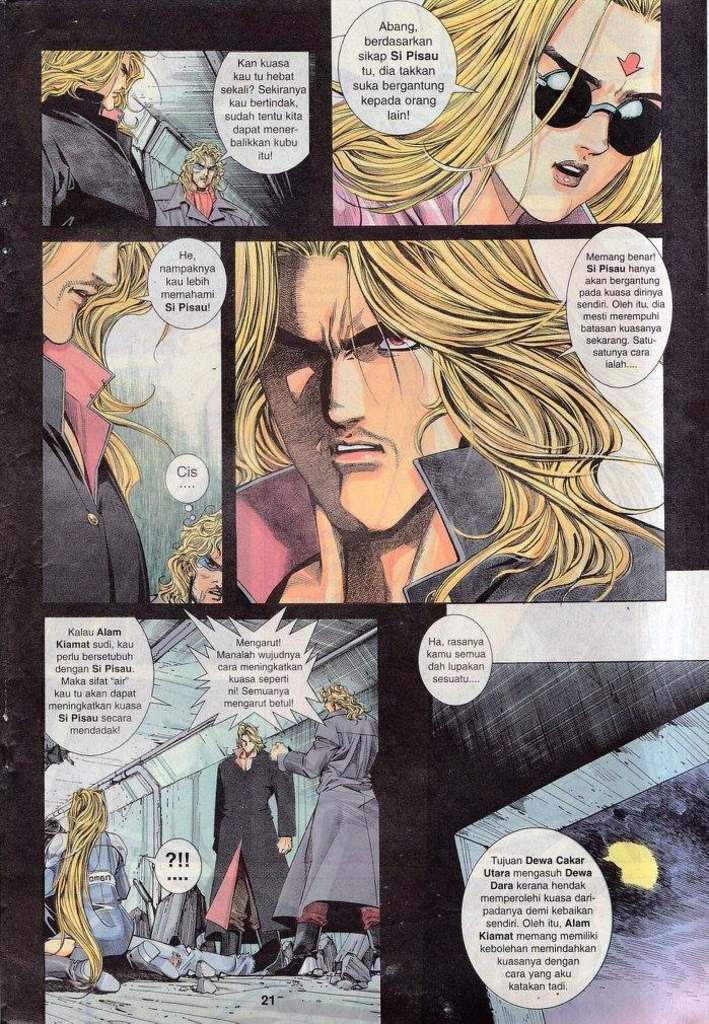 Kan kuasa
kau tu hebat
sekali? Sekiranya
kau bertindak,
sudah tentu kita
dapat mener-
balikkan kubu
itu!
Abang,
berdasarkan
sikap Si Pisau
tu, dia takkan
suka bergantung
kepada orang
lain!
He,
nampaknya
kau lebih
memahami
Si Pisau!
Cis
....
Memang benar!
Si Pisau hanya
akan bergantung
pada kuasa dirinya
sendiri. Oleh itu, dia
mesti merempuhi
batasan kuasanya
sekarang. Satu-
satunya cara
ialah....
Kalau Alam
Kiamat sudi, kau
perlu bersetubuh
dengan Si Pisau.
Maka sifat "air"
kau tu akan dapat
meningkatkan kuasa
Si Pisau secara
mendadak!
Mengarut!
Manalah wujudnya
cara meningkatkan
kuasa seperti
ni! Semuanya
mengarut betul!
?!!
....
Ha, rasanya
kamu semua
dah lupakan
sesuatu....
Tujuan Dewa Cakar
Utara mengasuh Dewa
Dara kerana hendak
memperolehi kuasa dari-
padanya demi kebaikan
sendiri. Oleh itu, Alam
Kiamat memang memiliki
kebolehan memindahkan
kuasanya dengan
cara yang aku
katakan tadi.
21